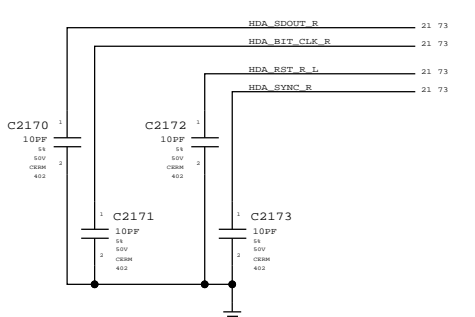 HDA_SDOUT_R 21 73
HDA_BIT_CLK_R 21 73
HDA_RST_R_L 21 73
HDA_SYNC_R 21 73
1
C2170
10PF
5%
50V
CERM
402
2
1
C2172
10PF
5%
50V
CERM
402
2
1
C2171
10PF
5%
50V
CERM
402
2
1
C2173
10PF
5%
50V
CERM
402
2